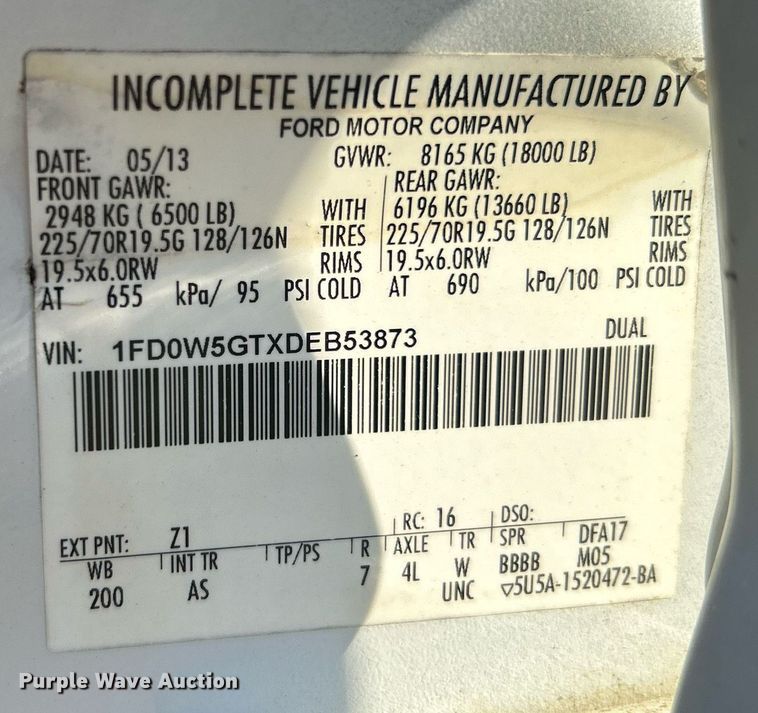 INCOMPLETE VEHICLE MANUFACTURED BY
FORD MOTOR COMPANY
DATE: 05/13 GVWR: 8165 KG (18000 LB)
FRONT GAWR: REAR GAWR:
2948 KG ( 6500 LB) WITH 6196 KG (13660 LB) WITH
225/70R19.5G 128/126N TIRES 225/70R19.5G 128/126N TIRES
19.5x6.0RW RIMS 19.5x6.0RW RIMS
AT 655 kPa/ 95 PSI COLD AT 690 kPa/100 PSI COLD
VIN: 1FD0W5GTXDEB53873 DUAL
EXT PNT: Z1 RC: 16 DSO:
WB INT TR TP/PS R AXLE TR SPR DFA17
200 AS 7 4L W BBBB M05
UNC ▽5U5A-1520472-BA
Purple Wave Auction